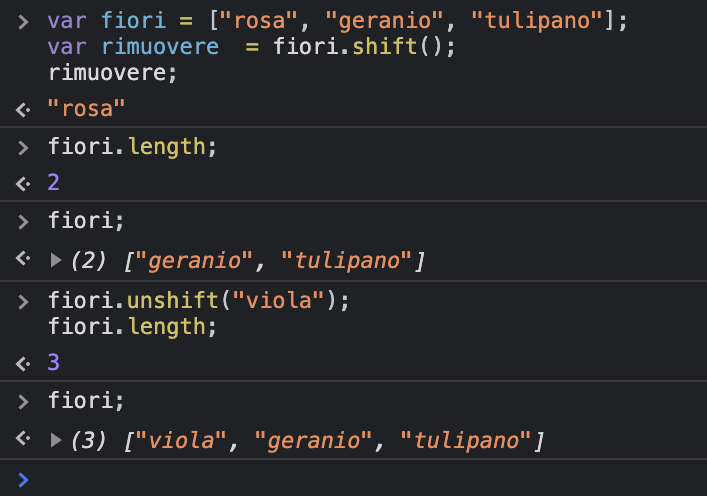 > var fiori = ["rosa", "geranio", "tulipano"];
var rimuovere  = fiori.shift();
rimuovere;
"rosa"
> fiori.length;
2
> fiori;
▶(2) ["geranio", "tulipano"]
> fiori.unshift("viola");
fiori.length;
3
> fiori;
▶(3) ["viola", "geranio", "tulipano"]
>